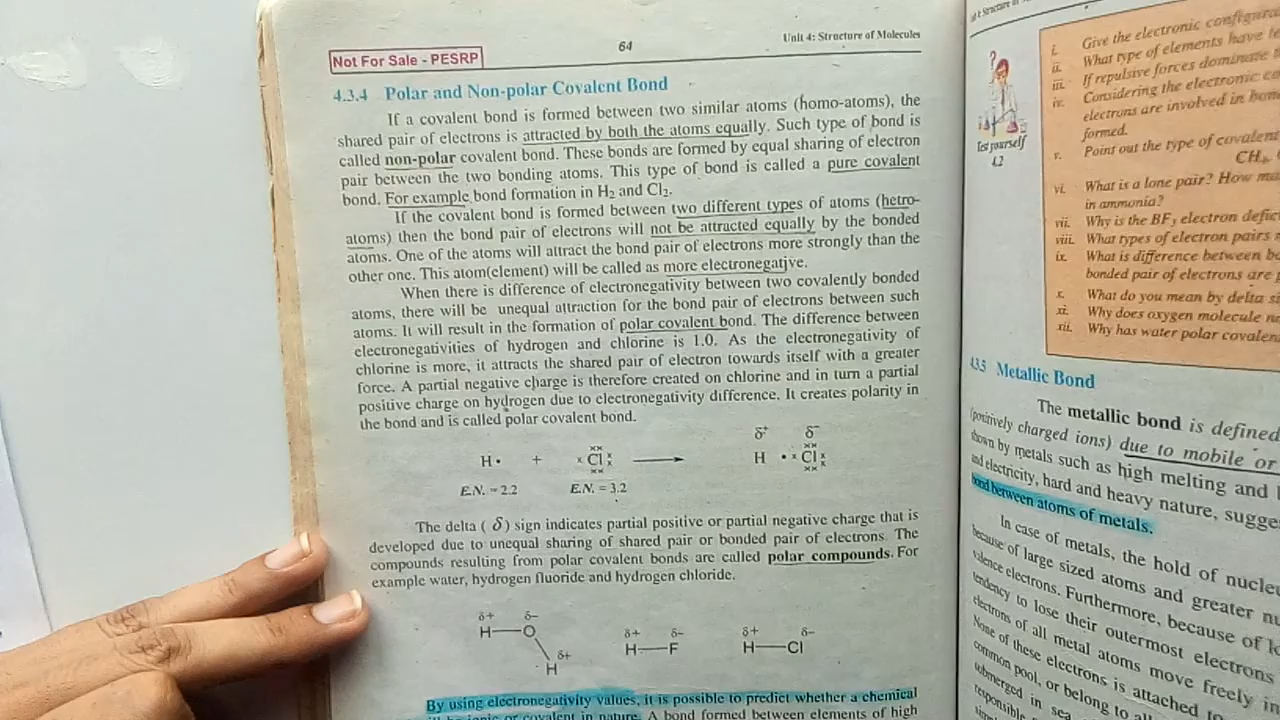 64
Unit 4: Structure of Molecules
Not For Sale - PESRP
4.3.4 Polar and Non-polar Covalent Bond
If a covalent bond is formed between two similar atoms (homo-atoms), the
shared pair of electrons is attracted by both the atoms equally. Such type of bond is
called non-polar covalent bond. These bonds are formed by equal sharing of electron
pair between the two bonding atoms. This type of bond is called a pure covalent
bond. For example bond formation in H₂ and Cl₂.
If the covalent bond is formed between two different types of atoms (hetro-
atoms) then the bond pair of electrons will not be attracted equally by the bonded
atoms. One of the atoms will attract the bond pair of electrons more strongly than the
other one. This atom(element) will be called as more electronegative.
When there is difference of electronegativity between two covalently bonded
atoms, there will be unequal attraction for the bond pair of electrons between such
atoms. It will result in the formation of polar covalent bond. The difference between
electronegativities of hydrogen and chlorine is 1.0. As the electronegativity of
chlorine is more, it attracts the shared pair of electron towards itself with a greater
force. A partial negative charge is therefore created on chlorine and in turn a partial
positive charge on hydrogen due to electronegativity difference. It creates polarity in
the bond and is called polar covalent bond.
δ⁺ δ⁻
H• + ×Cl ⟶ H •×Cl
E.N. = 2.2 E.N. = 3.2
The delta ( δ ) sign indicates partial positive or partial negative charge that is
developed due to unequal sharing of shared pair or bonded pair of electrons. The
compounds resulting from polar covalent bonds are called polar compounds. For
example water, hydrogen fluoride and hydrogen chloride.
δ+ δ− δ+ δ− δ+ δ−
H—O H—F H—Cl
δ+
H
By using electronegativity values, it is possible to predict whether a chemical
ionic or covalent in nature. A bond formed between elements of high
Test yourself
4.2
i. Give the electronic
ii. What type of elements have
iii. If repulsive forces dominate
iv. Considering the electronic
electrons are involved in
formed.
v. Point out the type of covalent
CH₄,
vi. What is a lone pair? How
in ammonia?
vii. Why is the BF₃ electron
viii. What types of electron pairs
ix. What is difference between
bonded pair of electrons are
x. What do you mean by delta
xi. Why does oxygen molecule
xii. Why has water polar
4.3.5 Metallic Bond
The metallic bond is defined
(positively charged ions) due to mobile or
shown by metals such as high melting and
and electricity, hard and heavy nature,
bond between atoms of metals.
In case of metals, the hold of
because of large sized atoms and greater
valence electrons. Furthermore, because of
tendency to lose their outermost electrons
electrons of all metal atoms move freely
None of these electrons is attached
common pool, or belong to
submerged in sea
responsible